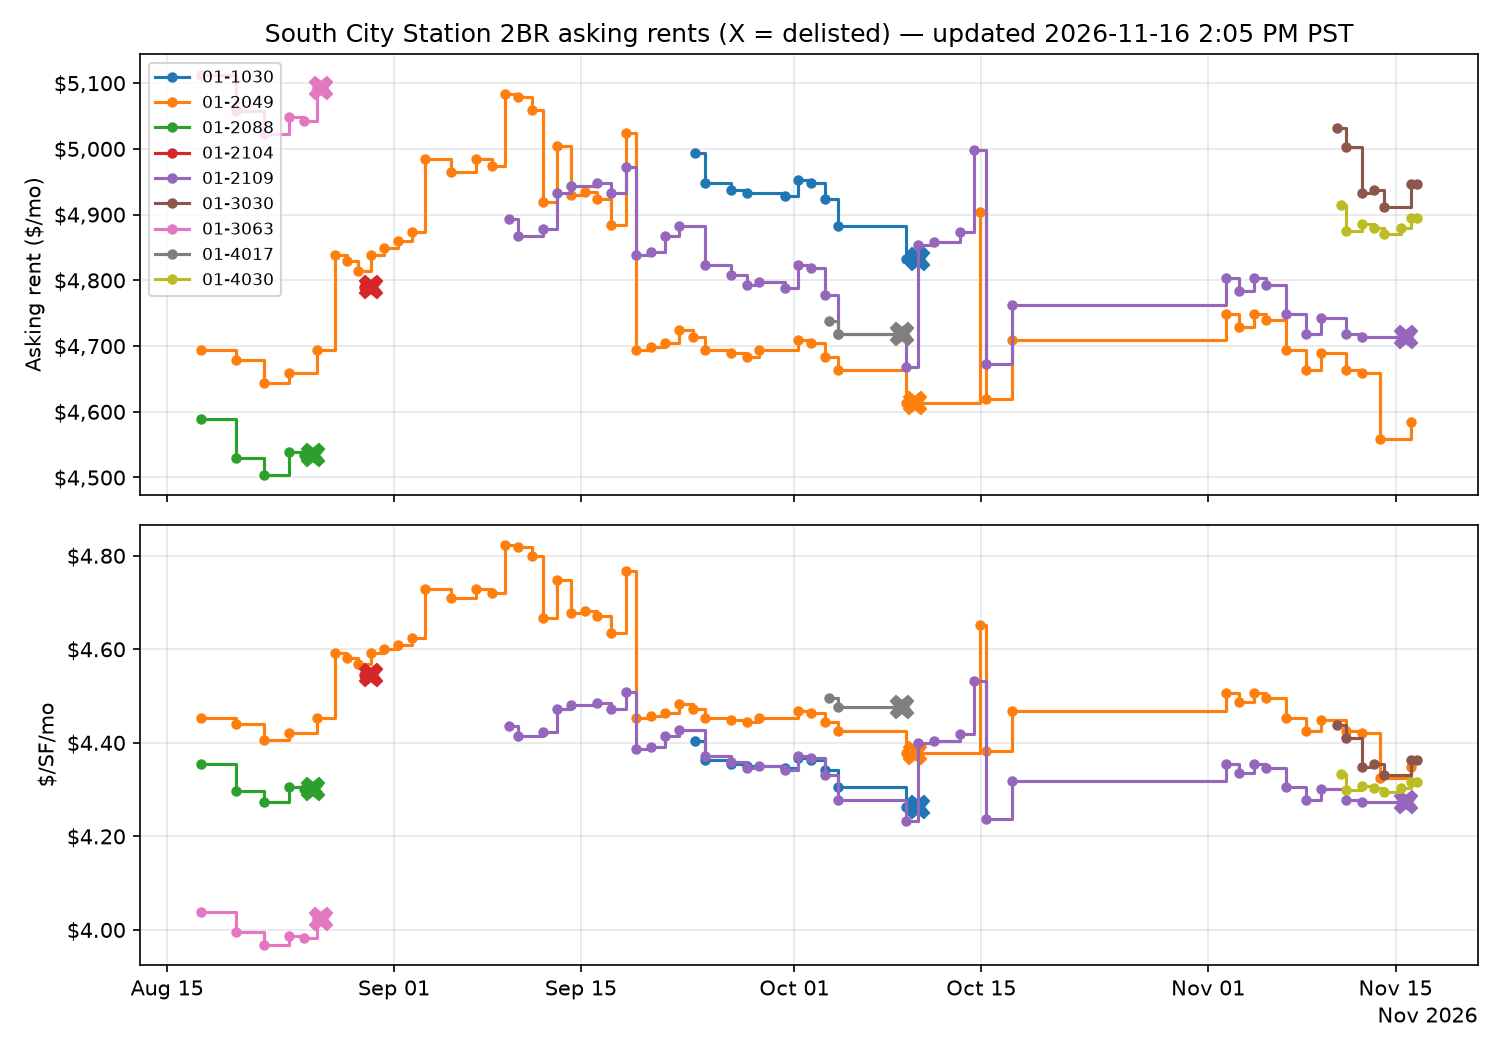 South City Station 2BR asking rents (X = delisted) — updated 2026-11-16 2:05 PM PST
Asking rent ($/mo)
$5,100
$5,000
$4,900
$4,800
$4,700
$4,600
$4,500
01-1030
01-2049
01-2088
01-2104
01-2109
01-3030
01-3063
01-4017
01-4030
$/SF/mo
$4.80
$4.60
$4.40
$4.20
$4.00
Aug 15
Sep 01
Sep 15
Oct 01
Oct 15
Nov 01
Nov 15
Nov 2026